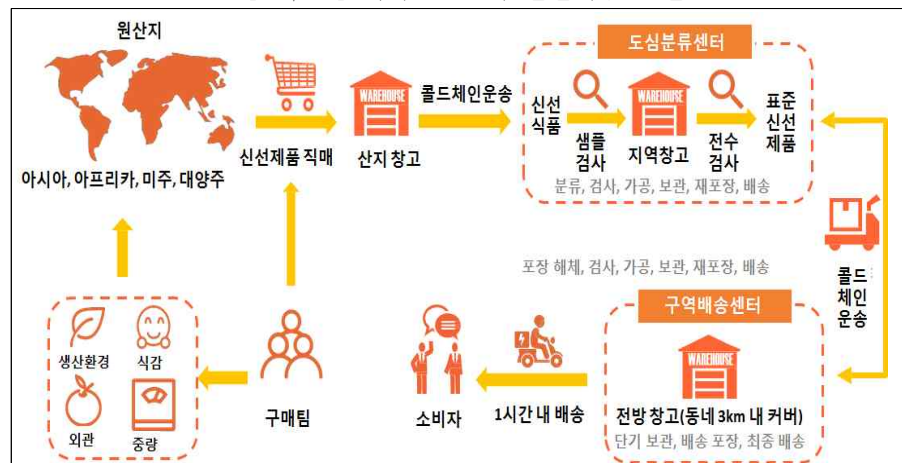 원산지
아시아, 아프리카, 미주, 대양주
신선제품 직매
WAREHOUSE
산지 창고
콜드체인운송
도심분류센터
신선
식품
샘플
검사
WAREHOUSE
지역창고
전수
검사
표준
신선
제품
분류, 검사, 가공, 보관, 재포장, 배송
콜드
체인
운송
포장 해체, 검사, 가공, 보관, 재포장, 배송
구역배송센터
WAREHOUSE
전방 창고(동네 3km 내 커버)
단기 보관, 배송 포장, 최종 배송
1시간 내 배송
소비자
구매팀
생산환경
식감
외관
중량